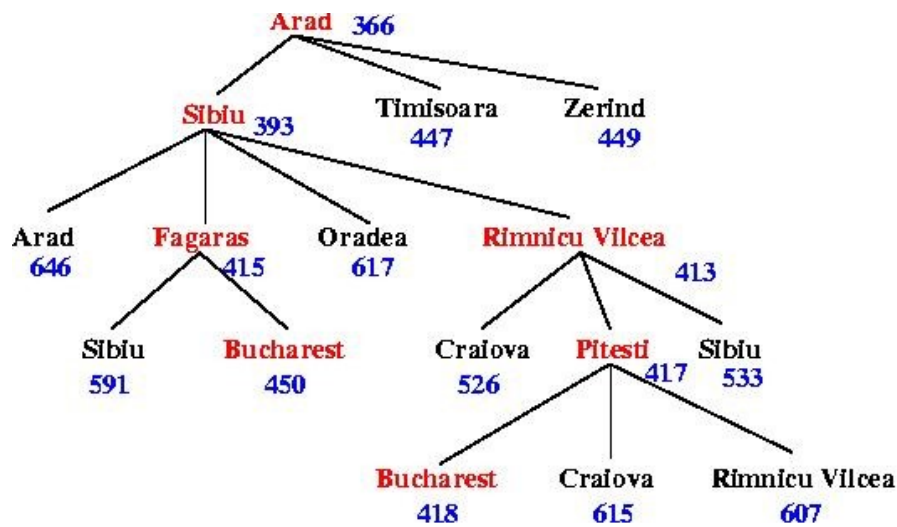 Arad 366
Sibiu 393
Timisoara 447
Zerind 449
Arad 646
Fagaras 415
Oradea 617
Rimnicu Vilcea 413
Sibiu 591
Bucharest 450
Craiova 526
Pitesti 417
Sibiu 533
Bucharest 418
Craiova 615
Rimnicu Vilcea 607